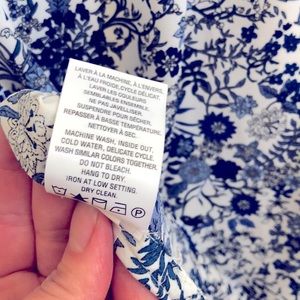 LAVER À LA MACHINE, À L'ENVERS,
À L'EAU FROIDE, CYCLE DÉLICAT.
LAVER LES COULEURS
SEMBLABLES ENSEMBLE.
NE PAS JAVELLISER.
SUSPENDRE POUR SÉCHER.
REPASSER À BASSE TEMPÉRATURE.
NETTOYER À SEC.
MACHINE WASH, INSIDE OUT,
COLD WATER, DELICATE CYCLE.
WASH SIMILAR COLORS TOGETHER.
DO NOT BLEACH.
HANG TO DRY.
IRON AT LOW SETTING.
DRY CLEAN.
P